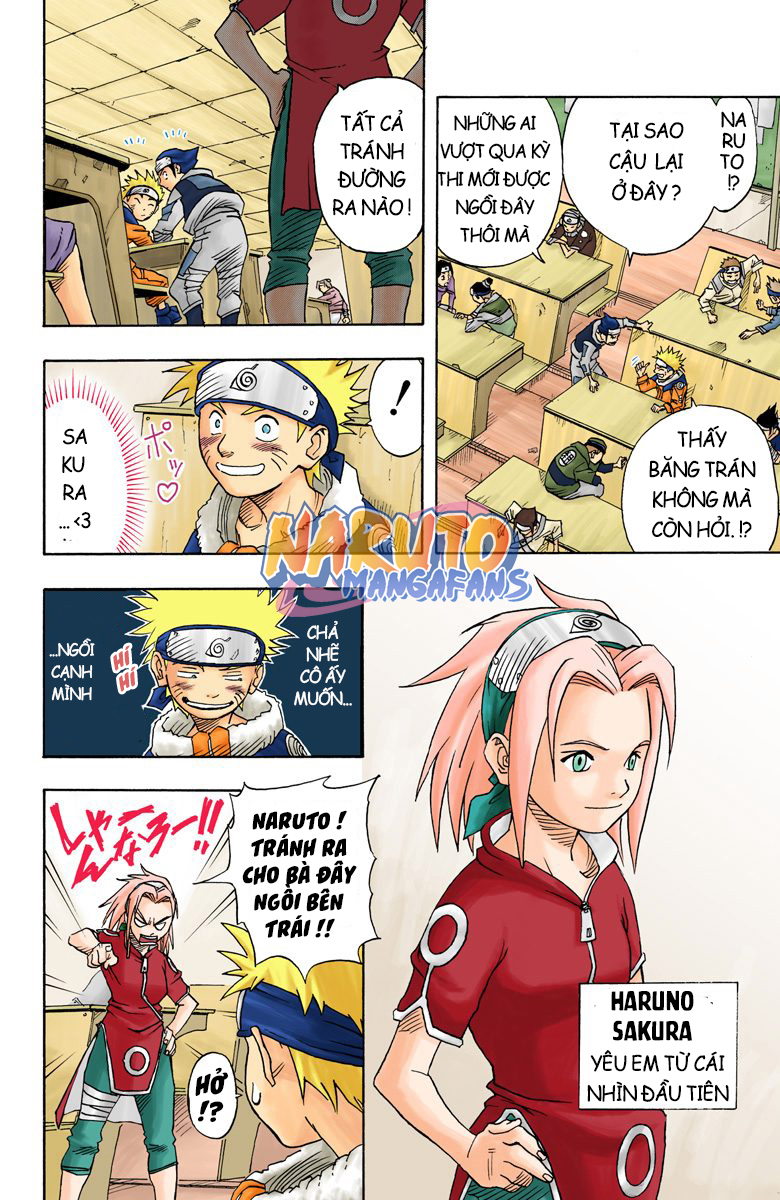 NARUTO!?
TẠI SAO
CẬU LẠI
Ở ĐÂY?
NHỮNG AI
VƯỢT QUA KỲ
THI MỚI ĐƯỢC
NGỒI ĐÂY
THÔI MÀ
THẤY
BĂNG TRÁN
KHÔNG MÀ
CÒN HỎI.!?
TẤT CẢ
TRÁNH
ĐƯỜNG
RA NÀO!
!
ポッ♡
SA
KU
RA
...<3
NARUTO
MANGAFANS
CHẢ
NHẼ
CÔ ẤY
MUỐN...
HÍ
HÍ
...NGỒI
CẠNH
MÌNH
HARUNO
SAKURA
YÊU EM TỪ CÁI
NHÌN ĐẦU TIÊN
NARUTO!
TRÁNH RA
CHO BÀ ĐÂY
NGỒI BÊN
TRÁI!!
しゃーんなろー!!
HỞ
!?